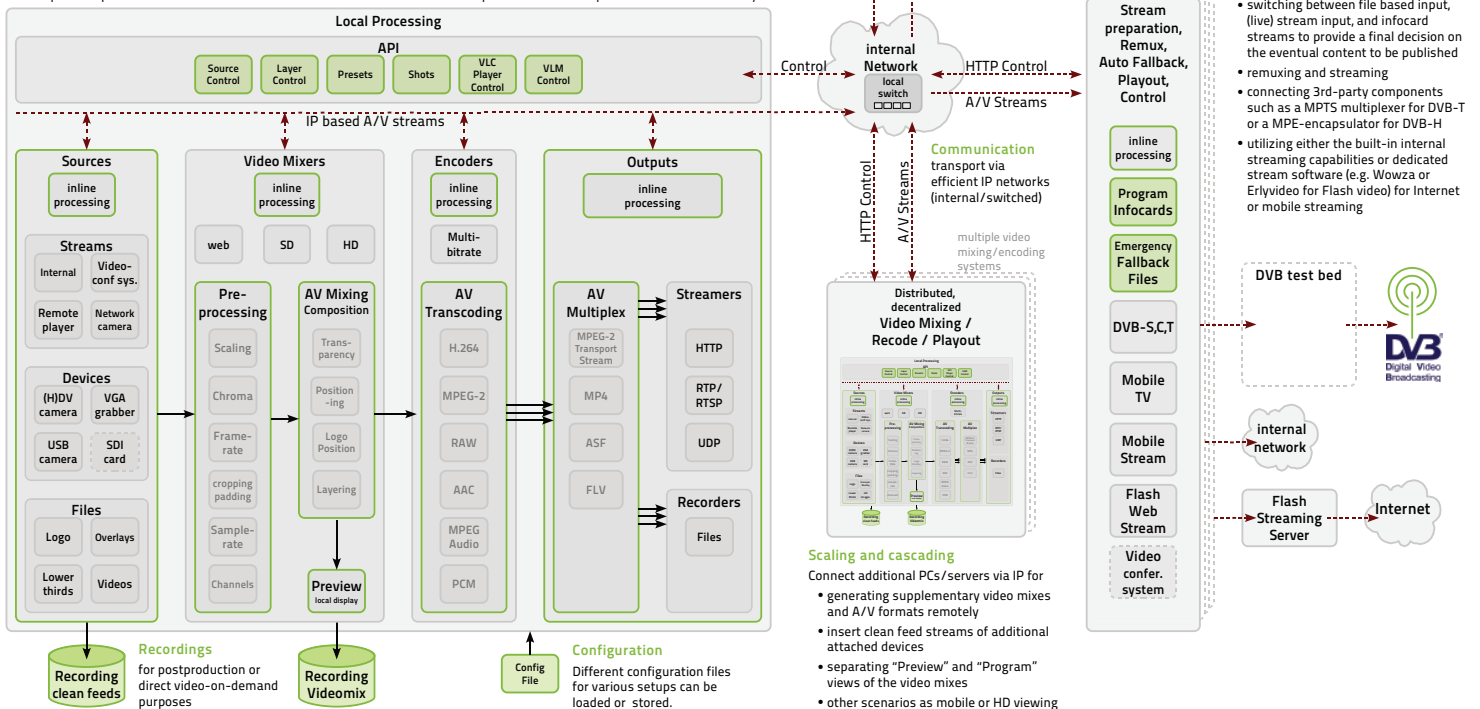 Local Processing
API
Source
Control
Layer
Control
Presets
Shots
VLC
Player
Control
VLM
Control
IP based A/V streams
Sources
inline
processing
Streams
Internal
Video-
conf sys.
Remote
player
Network
camera
Devices
(H)DV
camera
VGA
grabber
USB
camera
SDI
card
Files
Logo
Overlays
Lower
thirds
Videos
Video Mixers
inline
processing
web
SD
HD
Pre-
processing
Scaling
Chroma
Frame-
rate
cropping
padding
Sample-
rate
Channels
AV Mixing
Composition
Trans-
parency
Position
-ing
Logo
Position
Layering
Preview
local display
Encoders
inline
processing
Multi-
bitrate
AV
Transcoding
H.264
MPEG-2
RAW
AAC
MPEG
Audio
PCM
Outputs
inline
processing
AV
Multiplex
MPEG-2
Transport
Stream
MP4
ASF
FLV
Streamers
HTTP
RTP/
RTSP
UDP
Recorders
Files
Recording
clean feeds
Recordings
for postproduction or
direct video-on-demand
purposes
Recording
Videomix
Config
File
Configuration
Different configuration files
for various setups can be
loaded or stored.
Control
internal
Network
local
switch
HTTP Control
A/V Streams
HTTP Control
A/V Streams
Communication
transport via
efficient IP networks
(internal/switched)
multiple video
mixing/encoding
systems
Distributed,
decentralized
Video Mixing /
Recode / Playout
Local Processing
API
Scaling and cascading
Connect additional PCs/servers via IP for
• generating supplementary video mixes
and A/V formats remotely
• insert clean feed streams of additional
attached devices
• separating “Preview” and “Program”
views of the video mixes
• other scenarios as mobile or HD viewing
Stream
preparation,
Remux,
Auto Fallback,
Playout,
Control
inline
processing
Program
Infocards
Emergency
Fallback
Files
DVB-S,C,T
Mobile
TV
Mobile
Stream
Flash
Web
Stream
Video
confer.
system
• switching between file based input,
(live) stream input, and infocard
streams to provide a final decision on
the eventual content to be published
• remuxing and streaming
• connecting 3rd-party components
such as a MPTS multiplexer for DVB-T
or a MPE-encapsulator for DVB-H
• utilizing either the built-in internal
streaming capabilities or dedicated
stream software (e.g. Wowza or
Erlyvideo for Flash video) for Internet
or mobile streaming
DVB test bed
DVB
Digital Video
Broadcasting
internal
network
Flash
Streaming
Server
Internet